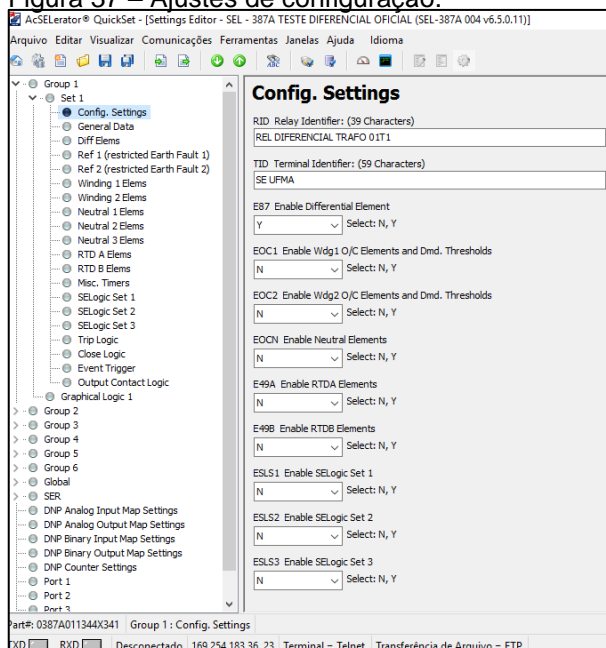 Figura 37 – Ajustes de configuração.
AcSELerator® QuickSet - [Settings Editor - SEL - 387A TESTE DIFERENCIAL OFICIAL (SEL-387A 004 v6.5.0.11)]
Arquivo Editar Visualizar Comunicações Ferramentas Janelas Ajuda Idioma
Group 1
Set 1
Config. Settings
General Data
Diff Elems
Ref 1 (restricted Earth Fault 1)
Ref 2 (restricted Earth Fault 2)
Winding 1 Elems
Winding 2 Elems
Neutral 1 Elems
Neutral 2 Elems
Neutral 3 Elems
RTD A Elems
RTD B Elems
Misc. Timers
SELogic Set 1
SELogic Set 2
SELogic Set 3
Trip Logic
Close Logic
Event Trigger
Output Contact Logic
Graphical Logic 1
Group 2
Group 3
Group 4
Group 5
Group 6
Global
SER
DNP Analog Input Map Settings
DNP Analog Output Map Settings
DNP Binary Input Map Settings
DNP Binary Output Map Settings
DNP Counter Settings
Port 1
Port 2
Port 3
Config. Settings
RID Relay Identifier: (39 Characters)
REL DIFERENCIAL TRAFO 01T1
TID Terminal Identifier: (59 Characters)
SE UFMA
E87 Enable Differential Element
Y Select: N, Y
EOC1 Enable Wdg1 O/C Elements and Dmd. Thresholds
N Select: N, Y
EOC2 Enable Wdg2 O/C Elements and Dmd. Thresholds
N Select: N, Y
EOCN Enable Neutral Elements
N Select: N, Y
E49A Enable RTDA Elements
N Select: N, Y
E49B Enable RTDB Elements
N Select: N, Y
ESLS1 Enable SELogic Set 1
N Select: N, Y
ESLS2 Enable SELogic Set 2
N Select: N, Y
ESLS3 Enable SELogic Set 3
N Select: N, Y
Part#: 0387A011344X341 Group 1 : Config. Settings
TXD RXD Desconectado 169.254.183.36 23 Terminal = Telnet Transferência de Arquivo = FTP